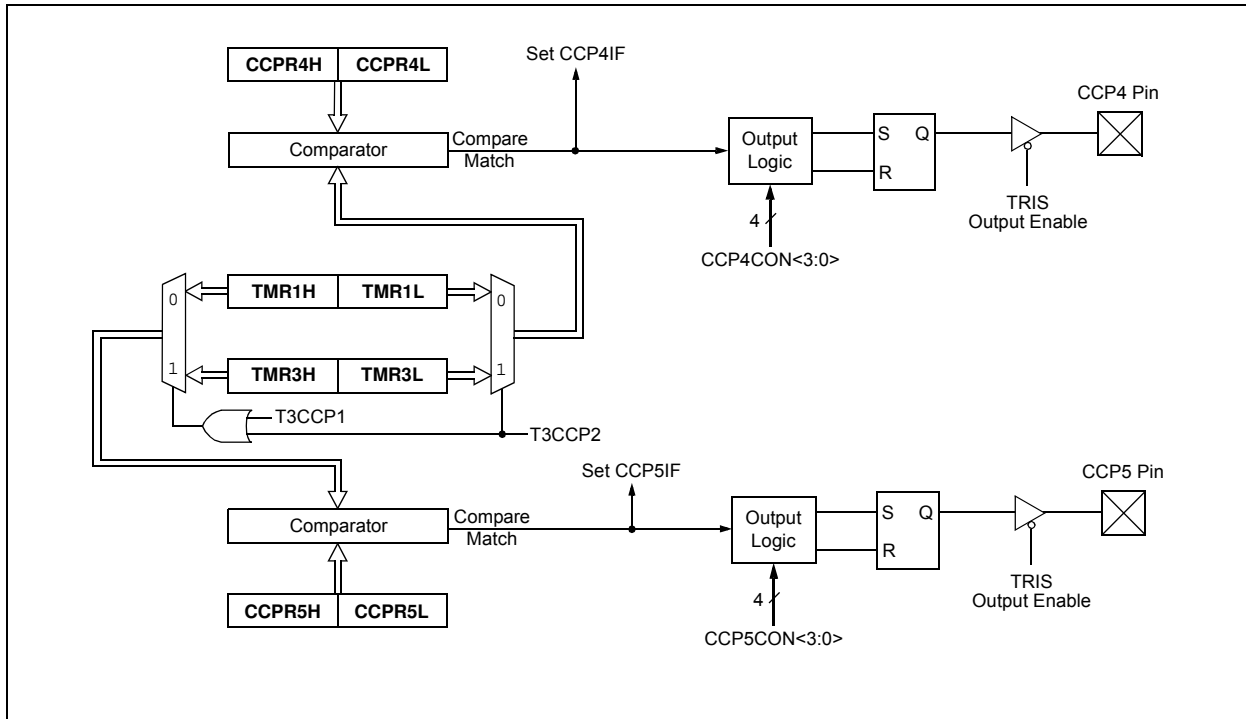 CCPR4H CCPR4L
Set CCP4IF
CCP4 Pin
Comparator
Compare
Match
Output
Logic
S Q
R
TRIS
Output Enable
4
CCP4CON<3:0>
0 TMR1H TMR1L 0
1 TMR3H TMR3L 1
T3CCP1
T3CCP2
Set CCP5IF
CCP5 Pin
Comparator
Compare
Match
Output
Logic
S Q
R
TRIS
Output Enable
4
CCPR5H CCPR5L
CCP5CON<3:0>